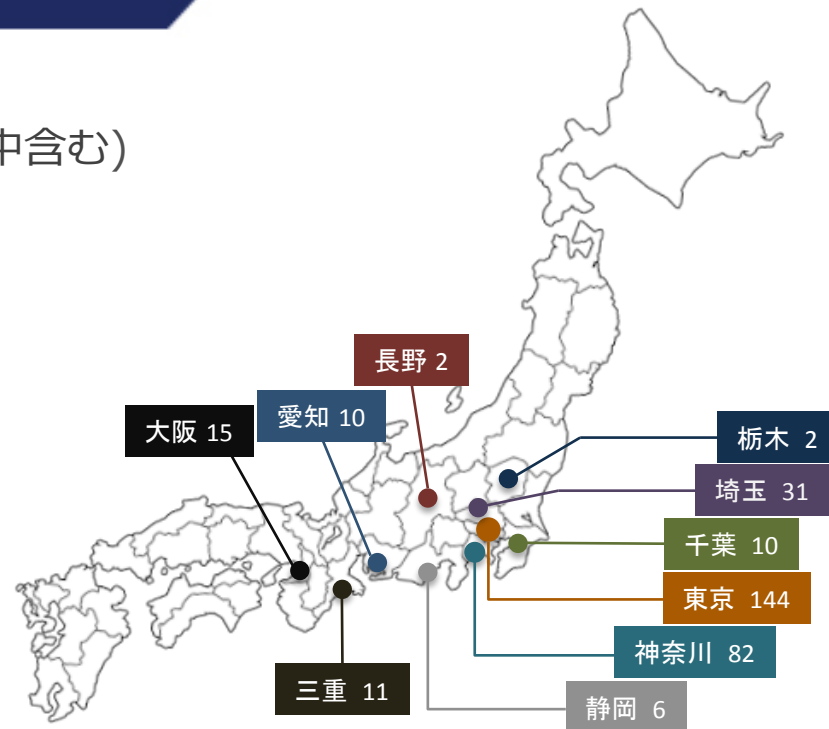 中含む)
長野 2
愛知 10
大阪 15
栃木 2
埼玉 31
千葉 10
東京 144
神奈川 82
三重 11
静岡 6